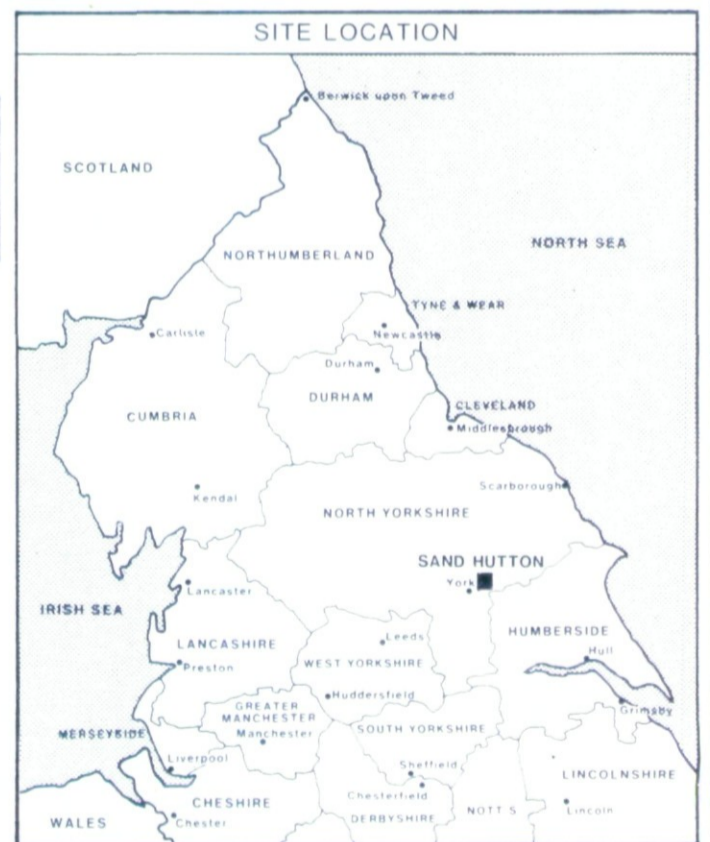 SITE LOCATION
Berwick upon Tweed
SCOTLAND
NORTH SEA
NORTHUMBERLAND
TYNE & WEAR
Carlisle
Newcastle
Durham
DURHAM
CLEVELAND
CUMBRIA
Middlesbrough
Scarborough
Kendal
NORTH YORKSHIRE
SAND HUTTON
York
Lancaster
IRISH SEA
HUMBERSIDE
Leeds
LANCASHIRE
Hull
WEST YORKSHIRE
Preston
Huddersfield
GREATER
MANCHESTER
Grimsby
SOUTH YORKSHIRE
MERSEYSIDE
Manchester
Liverpool
Sheffield
LINCOLNSHIRE
Chesterfield
CHESHIRE
NOTTS
Lincoln
DERBYSHIRE
WALES
Chester